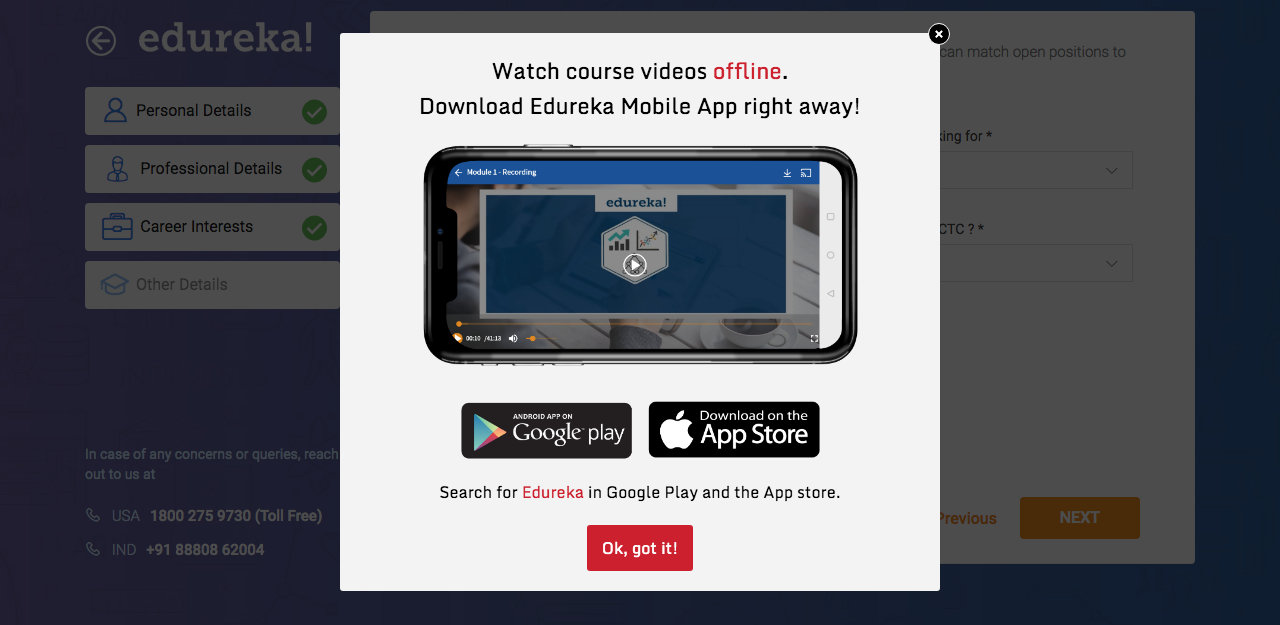 edureka!
Personal Details
Professional Details
Career Interests
Other Details
In case of any concerns or queries, reach
out to us at
USA 1800 275 9730 (Toll Free)
IND +91 88808 62004
can match open positions to
for *
CTC ? *
Previous
NEXT
Watch course videos offline.
Download Edureka Mobile App right away!
Module 1 - Recording
edureka!
00:10 /41:13
ANDROID APP ON
Google play
Download on the
App Store
Search for Edureka in Google Play and the App store.
Ok, got it!